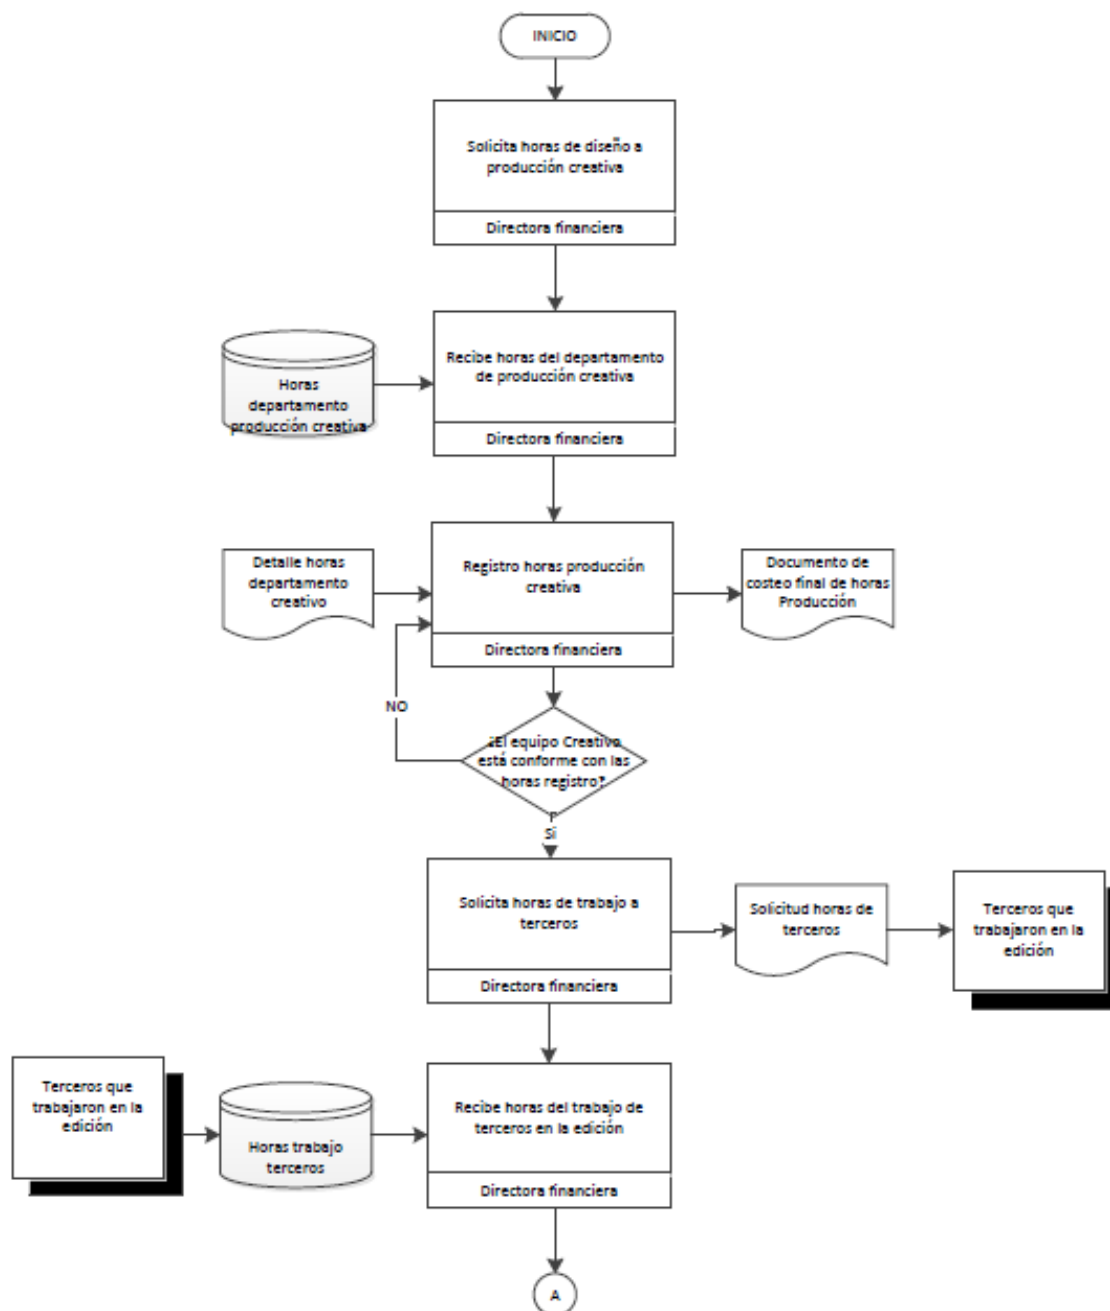 INICIO
Solicita horas de diseño a
producción creativa
Directora financiera
Recibe horas del departamento
de producción creativa
Directora financiera
Horas
departamento
producción creativa
Detalle horas
departamento
creativo
Registro horas producción
creativa
Directora financiera
Documento de
costeo final de horas
Producción
NO
¿El equipo Creativo
está conforme con las
horas registro?
Si
Solicita horas de trabajo a
terceros
Directora financiera
Solicitud horas de
terceros
Terceros que
trabajaron en la
edición
Terceros que
trabajaron en la
edición
Horas trabajo
terceros
Recibe horas del trabajo de
terceros en la edición
Directora financiera
A